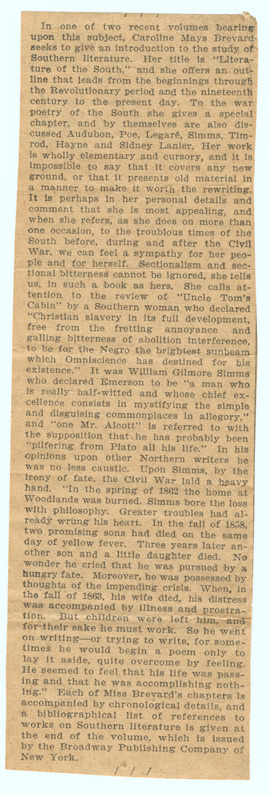 In one of two recent volumes bearing
upon this subject, Caroline Mays Brevard
seeks to give an introduction to the study of
Southern literature. Her title is "Litera-
ture of the South," and she offers an out-
line that leads from the beginnings through
the Revolutionary period and the nineteenth
century to the present day. To the war
poetry of the South she gives a special
chapter, and by themselves are also dis-
cussed Audubon, Poe, Legaré, Simms, Tim-
rod, Hayne and Sidney Lanier. Her work
is wholly elementary and cursory, and it is
impossible to say that it covers any new
ground, or that it presents old material in
a manner to make it worth the rewriting.
It is perhaps in her personal details and
comment that she is most appealing, and
when she refers, as she does on more than
one occasion, to the troublous times of the
South before, during and after the Civil
War, we can feel a sympathy for her peo-
ple and for herself. Sectionalism and sec-
tional bitterness cannot be ignored, she tells
us, in such a book as hers. She calls at-
tention to the review of "Uncle Tom's
Cabin" by a Southern woman who declared
"Christian slavery in its full development,
free from the fretting annoyance and
galling bitterness of abolition interference,
to be for the Negro the brightest sunbeam
which Omniscience has destined for his
existence." It was William Gilmore Simms
who declared Emerson to be "a man who
is really half-witted and whose chief ex-
cellence consists in mystifying the simple
and disguising commonplaces in allegory,"
and "one Mr. Alcott" is referred to with
the supposition that he has probably been
"pilfering from Plato all his life." In his
opinions upon other Northern writers he
was no less caustic. Upon Simms, by the
irony of fate, the Civil War laid a heavy
hand. "In the spring of 1862 the home at
Woodlands was burned. Simms bore the loss
with philosophy. Greater troubles had al-
ready wrung his heart. In the fall of 1858,
two promising sons had died on the same
day of yellow fever. Three years later an-
other son and a little daughter died. No
wonder he cried that he was pursued by a
hungry fate. Moreover, he was possessed by
thoughts of the impending crisis. When, in
the fall of 1863, his wife died, his distress
was accompanied by illness and prostra-
tion. But children were left him, and
for their sake he must work. So he went
on writing—or trying to write, for some-
times he would begin a poem only to
lay it aside, quite overcome by feeling.
He seemed to feel that his life was pass-
ing and that he was accomplishing noth-
ing." Each of Miss Brevard's chapters is
accompanied by chronological details, and
a bibliographical list of references to
works on Southern literature is given at
the end of the volume, which is issued
by the Broadway Publishing Company of
New York.